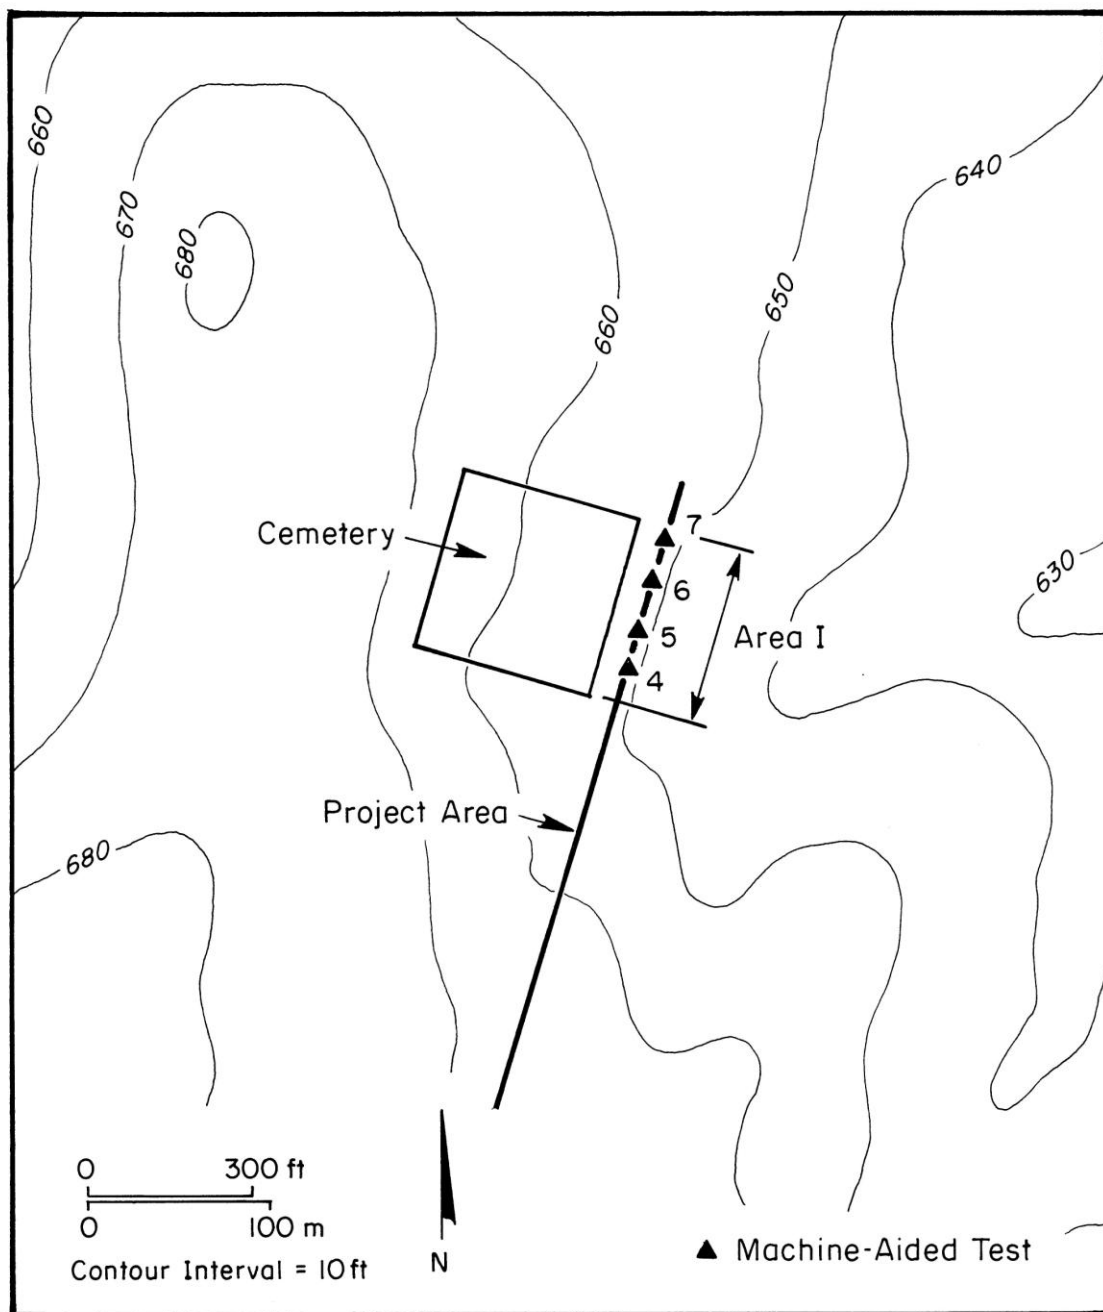 660
670
680
660
650
640
630
Cemetery
7
6
5
4
Area I
Project Area
680
0 300 ft
0 100 m
Contour Interval = 10 ft
N
▲ Machine-Aided Test